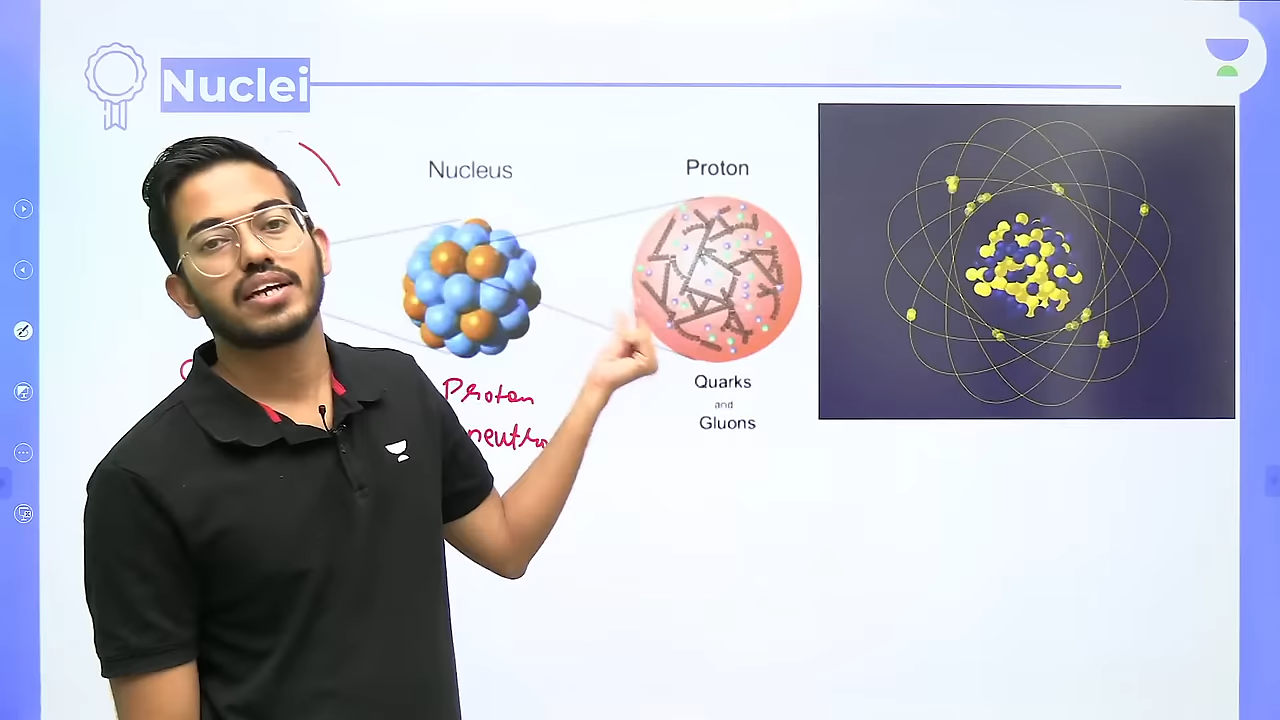 Nuclei
Nucleus
Proton
Quarks
and
Gluons
Proton